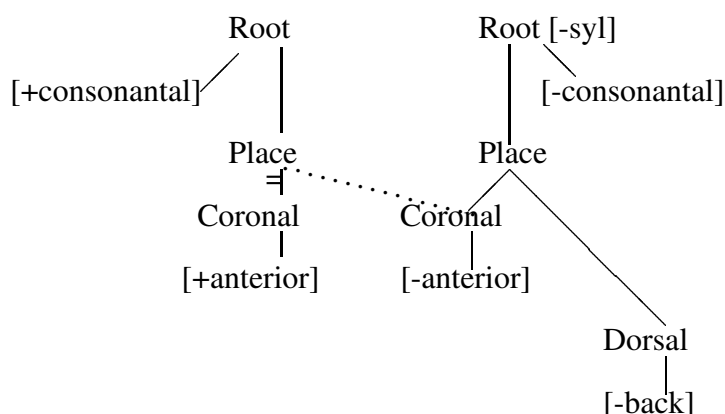 Root Root [-syl]
[+consonantal] [-consonantal]
Place Place
Coronal Coronal
[+anterior] [-anterior]
Dorsal
[-back]